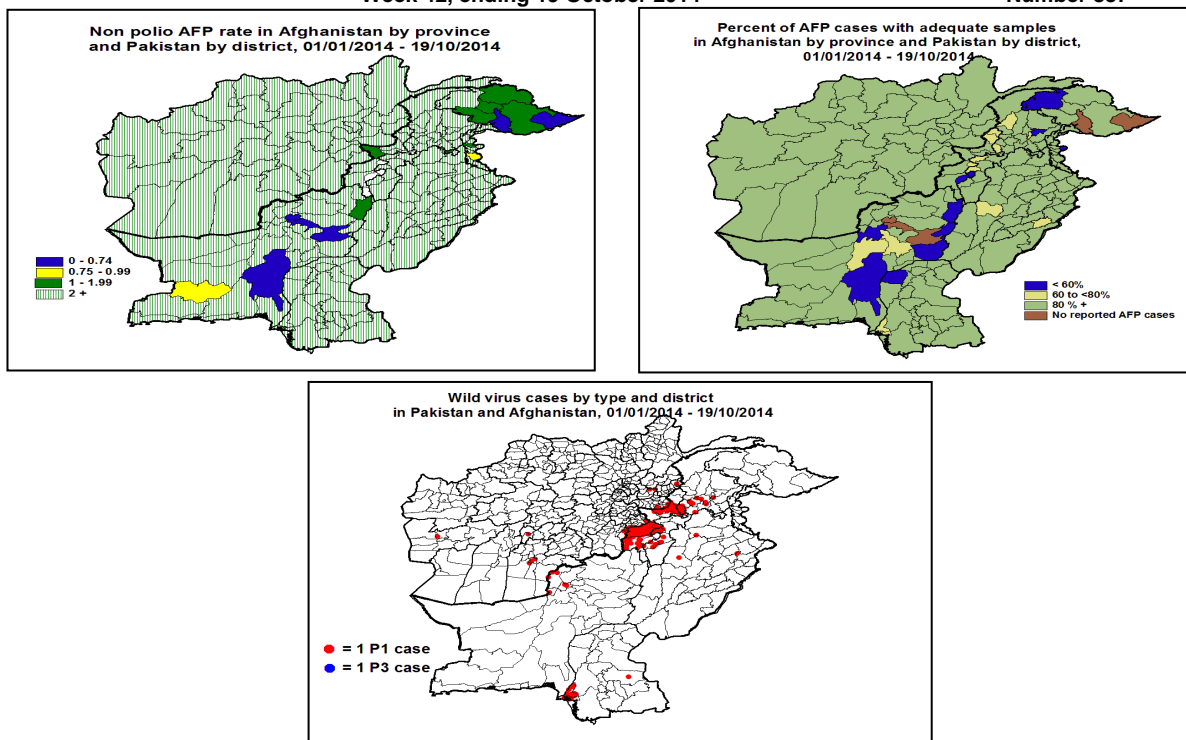 Non polio AFP rate in Afghanistan by province
and Pakistan by district, 01/01/2014 - 19/10/2014
0 - 0.74
0.75 - 0.99
1 - 1.99
2 +
Percent of AFP cases with adequate samples
in Afghanistan by province and Pakistan by district,
01/01/2014 - 19/10/2014
< 60%
60 to <80%
80 % +
No reported AFP cases
Wild virus cases by type and district
in Pakistan and Afghanistan, 01/01/2014 - 19/10/2014
= 1 P1 case
= 1 P3 case